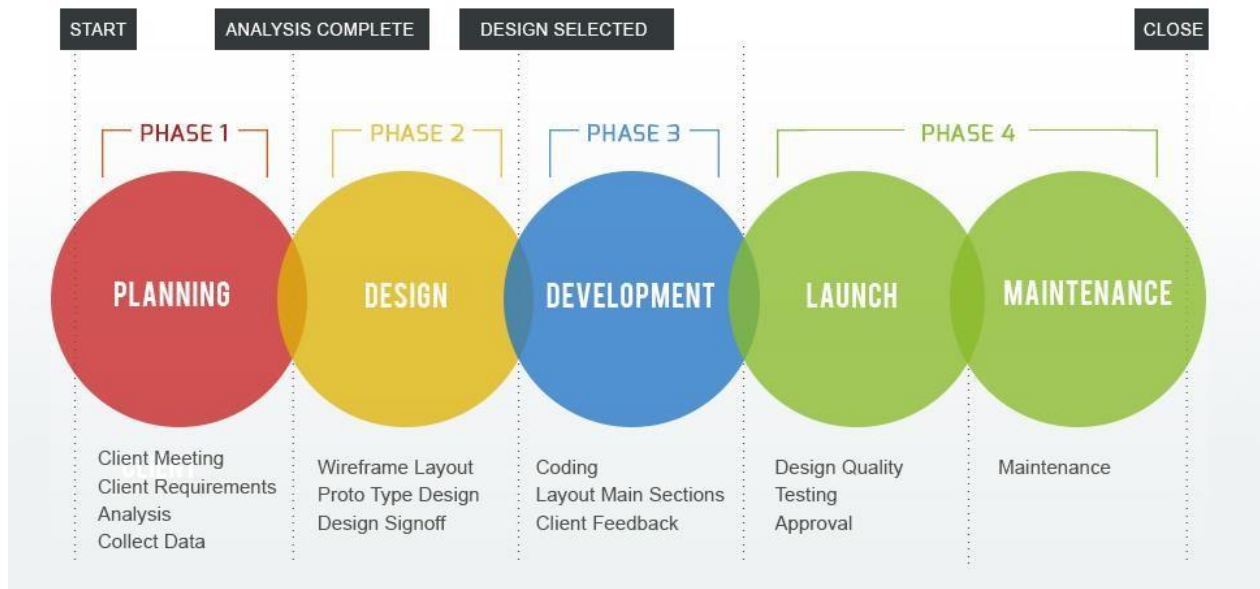 START
ANALYSIS COMPLETE
DESIGN SELECTED
CLOSE
PHASE 1
PHASE 2
PHASE 3
PHASE 4
PLANNING
DESIGN
DEVELOPMENT
LAUNCH
MAINTENANCE
CLIENT
Client Meeting
Client Requirements
Analysis
Collect Data
Wireframe Layout
Proto Type Design
Design Signoff
Coding
Layout Main Sections
Client Feedback
Design Quality
Testing
Approval
Maintenance